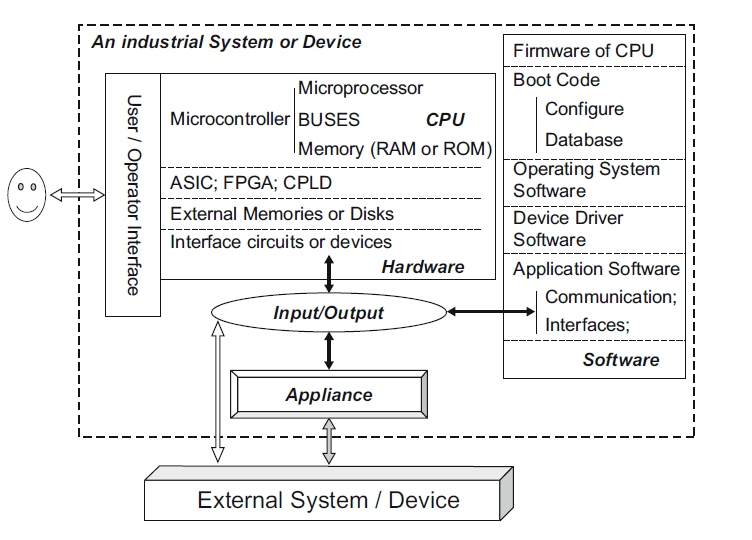 An industrial System or Device
User / Operator Interface
Microcontroller
Microprocessor
BUSES
CPU
Memory (RAM or ROM)
ASIC; FPGA; CPLD
External Memories or Disks
Interface circuits or devices
Hardware
Firmware of CPU
Boot Code
Configure
Database
Operating System
Software
Device Driver
Software
Application Software
Communication;
Interfaces;
Software
Input/Output
Appliance
External System / Device